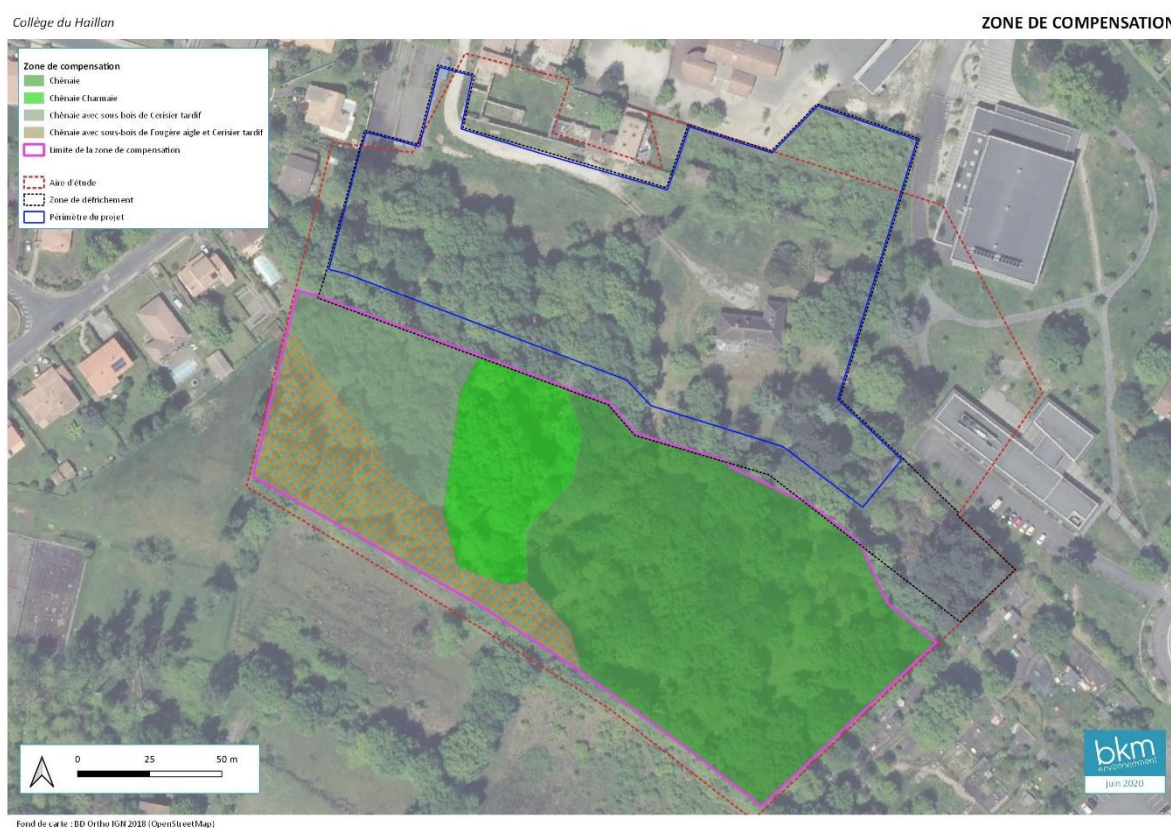 Collège du Haillan
ZONE DE COMPENSATION
Zone de compensation
Chênaie
Chênaie Charmaie
Chênaie avec sous bois de Cerisier tardif
Chênaie avec sous-bois de Fougère aigle et Cerisier tardif
Limite de la zone de compensation
Aire d'étude
Zone de défrichement
Périmètre du projet
0 25 50 m
bkm
environnement
juin 2020
Fond de carte : BD Ortho IGN 2018 (OpenStreetMap)